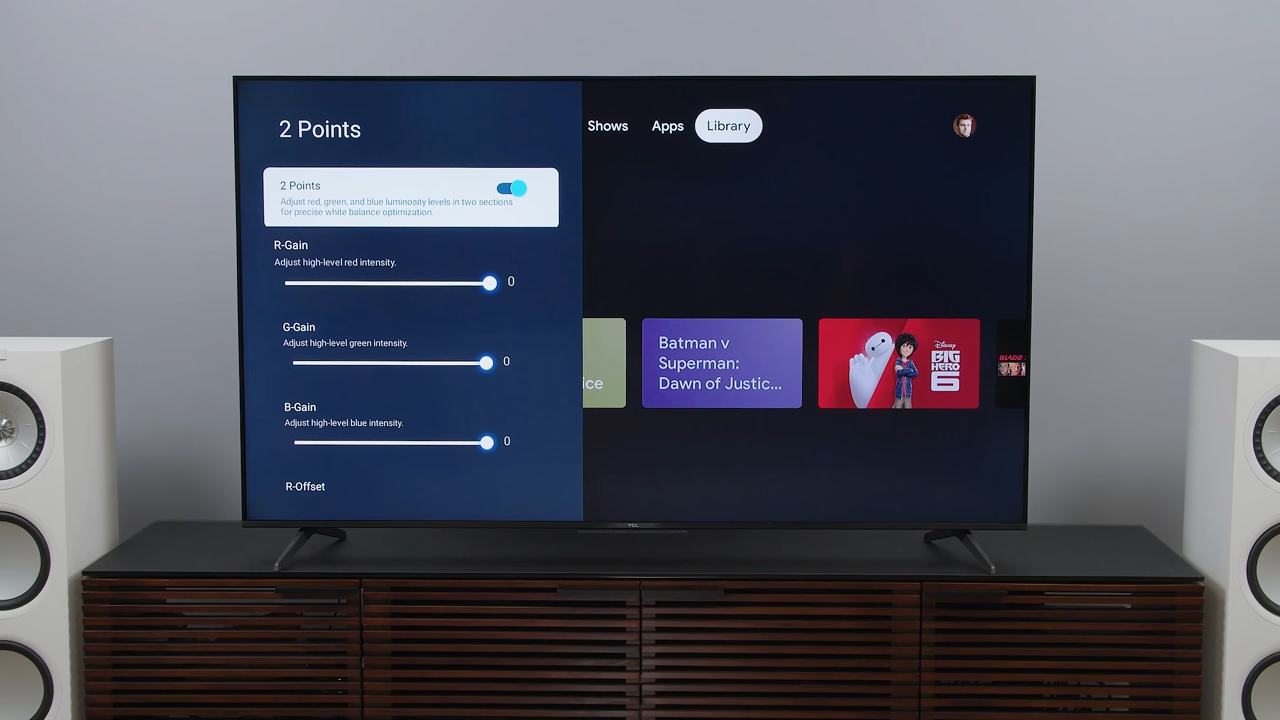 2 Points
Shows Apps Library
2 Points
Adjust red, green, and blue luminosity levels in two sections
for precise white balance optimization.
R-Gain
Adjust high-level red intensity.
0
G-Gain
Adjust high-level green intensity.
0
B-Gain
Adjust high-level blue intensity.
0
R-Offset
ice
Batman v
Superman:
Dawn of Justic...
Disney
BIG
HERO
6
BLADE
TCL